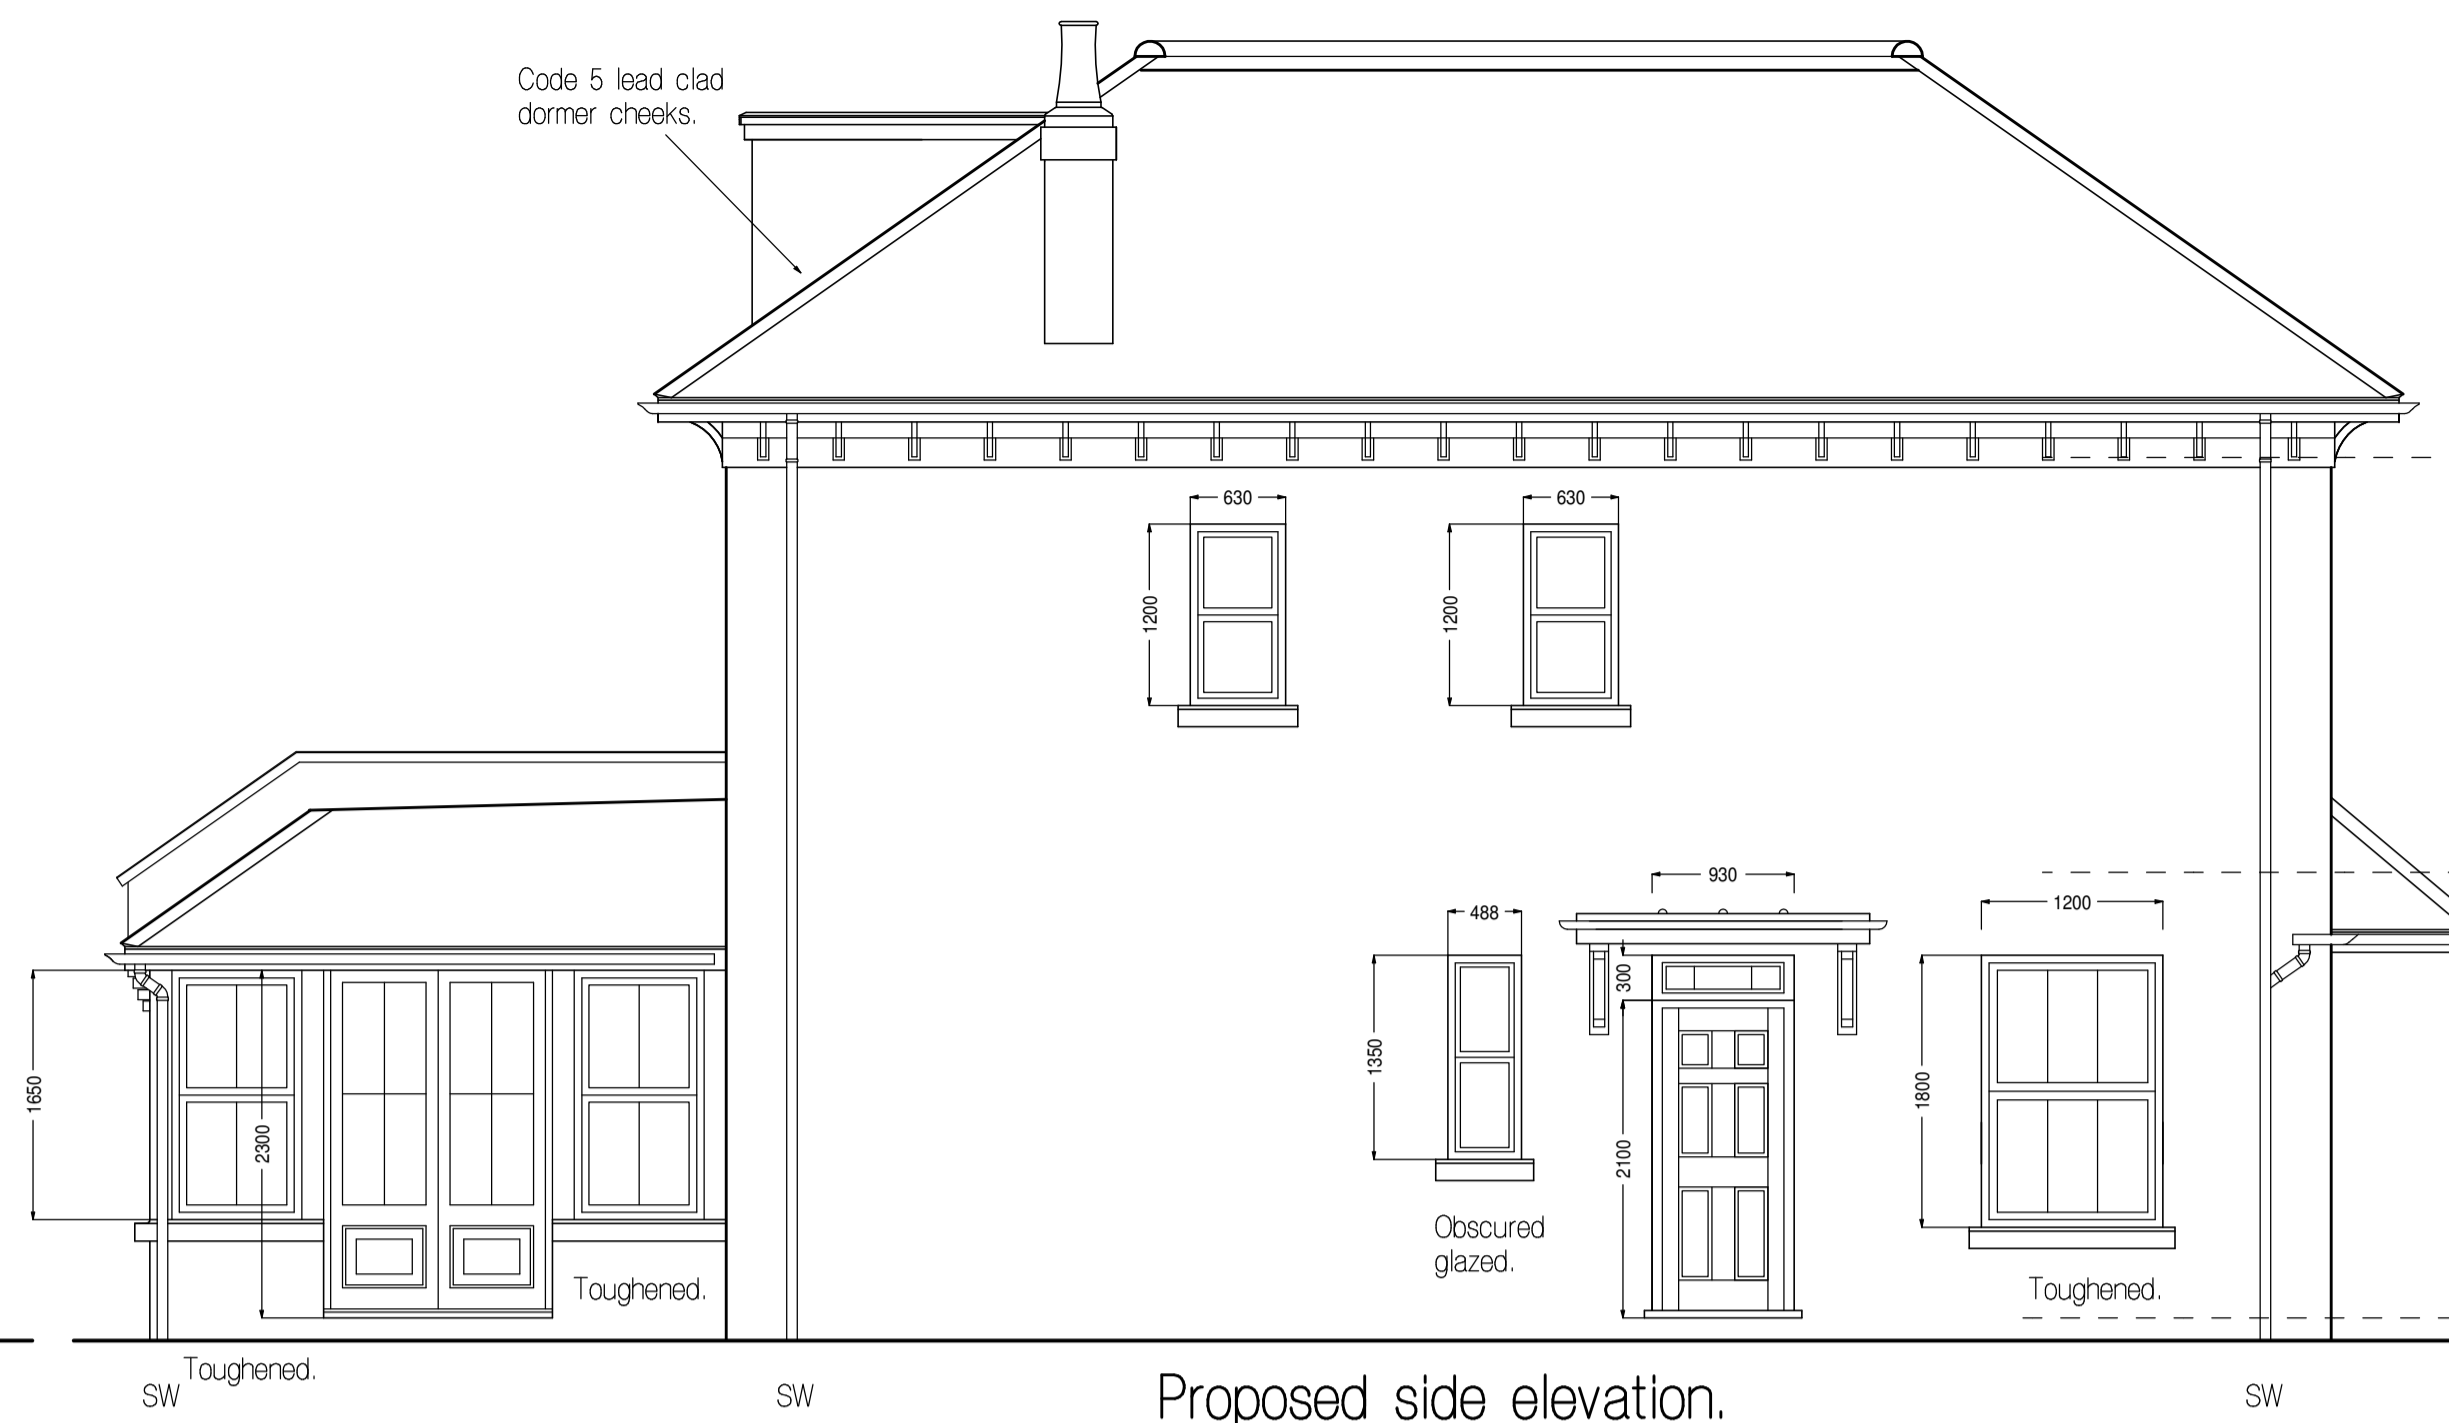 Code 5 lead clad
dormer cheeks.
630
630
1200
1200
930
488
1200
300
1350
1800
1650
2300
2100
Obscured
glazed.
Toughened.
Toughened.
Toughened.
SW
SW
Proposed side elevation.
SW